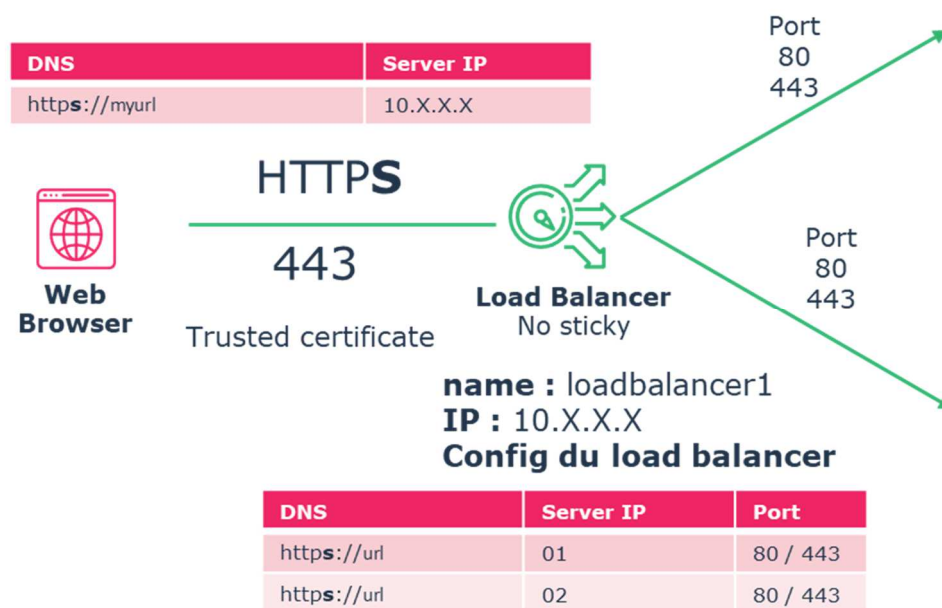 Port
80
443
DNS Server IP
https://myurl 10.X.X.X
HTTPS
443
Trusted certificate
Web
Browser
Load Balancer
No sticky
Port
80
443
name : loadbalancer1
IP : 10.X.X.X
Config du load balancer
DNS Server IP Port
https://url 01 80 / 443
https://url 02 80 / 443